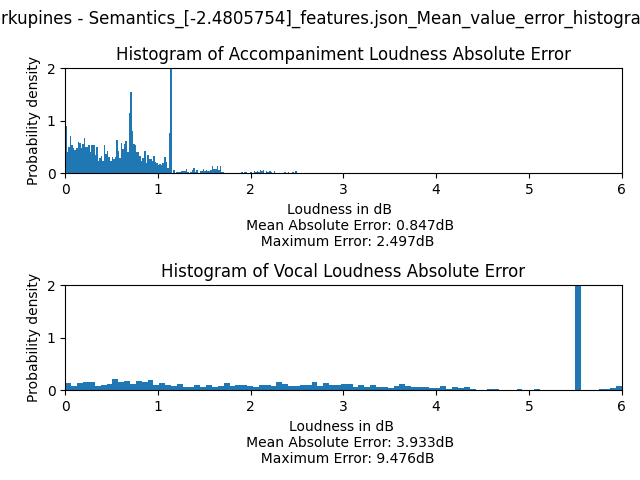 rkupines - Semantics_[-2.4805754]_features.json_Mean_value_error_histogra
Histogram of Accompaniment Loudness Absolute Error
Probability density
2
1
0
0 1 2 3 4 5 6
Loudness in dB
Mean Absolute Error: 0.847dB
Maximum Error: 2.497dB
Histogram of Vocal Loudness Absolute Error
Probability density
2
1
0
0 1 2 3 4 5 6
Loudness in dB
Mean Absolute Error: 3.933dB
Maximum Error: 9.476dB